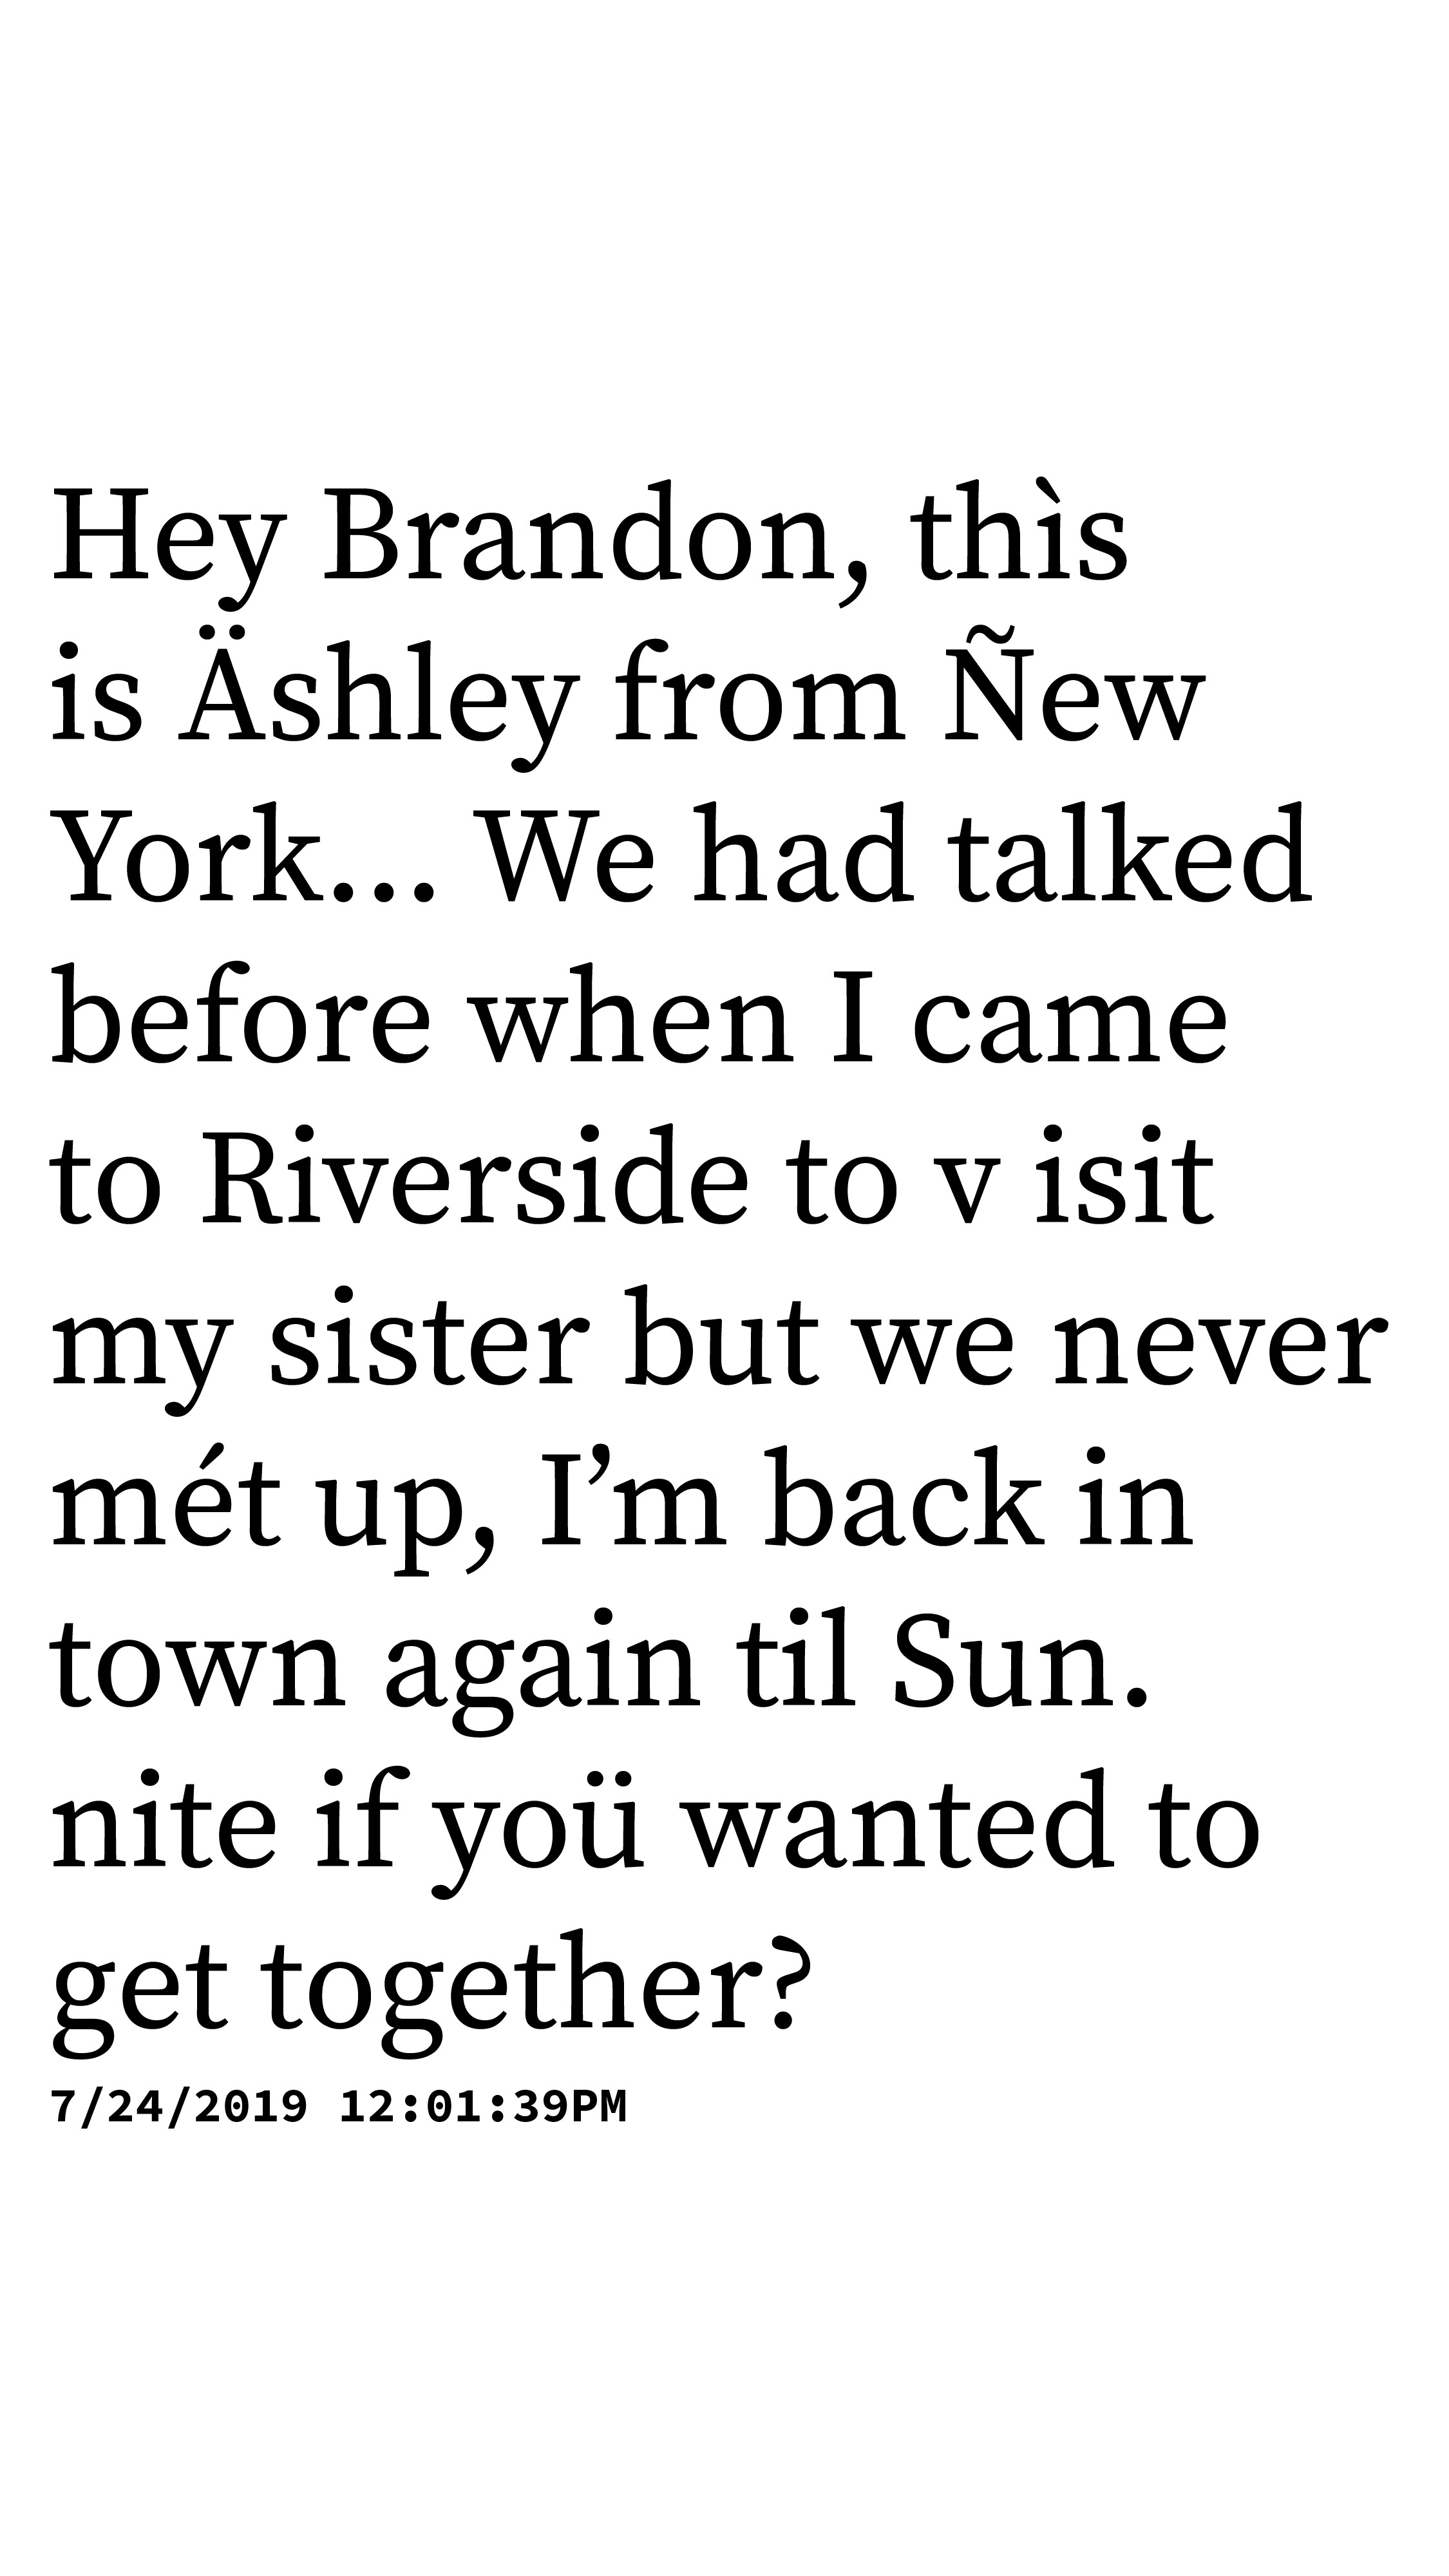 Hey Brandon, thìs
is Äshley from Ñew
York... We had talked
before when I came
to Riverside to v isit
my sister but we never
mét up, I’m back in
town again til Sun.
nite if yoü wanted to
get together?
7/24/2019 12:01:39PM